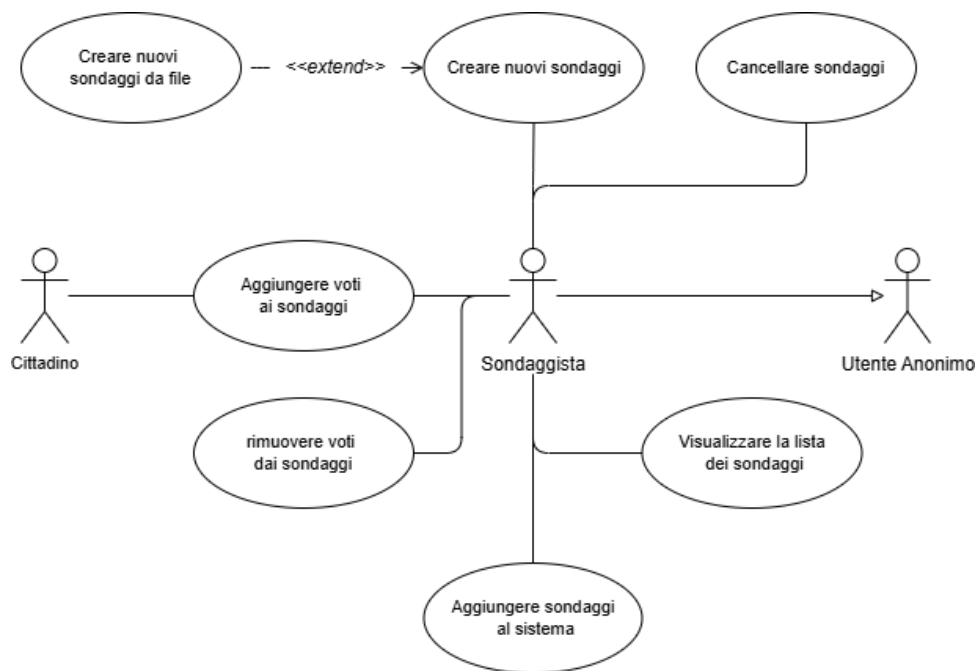 Creare nuovi
sondaggi da file
<<extend>>
Creare nuovi sondaggi
Cancellare sondaggi
Aggiungere voti
ai sondaggi
Cittadino
Sondaggista
Utente Anonimo
rimuovere voti
dai sondaggi
Visualizzare la lista
dei sondaggi
Aggiungere sondaggi
al sistema